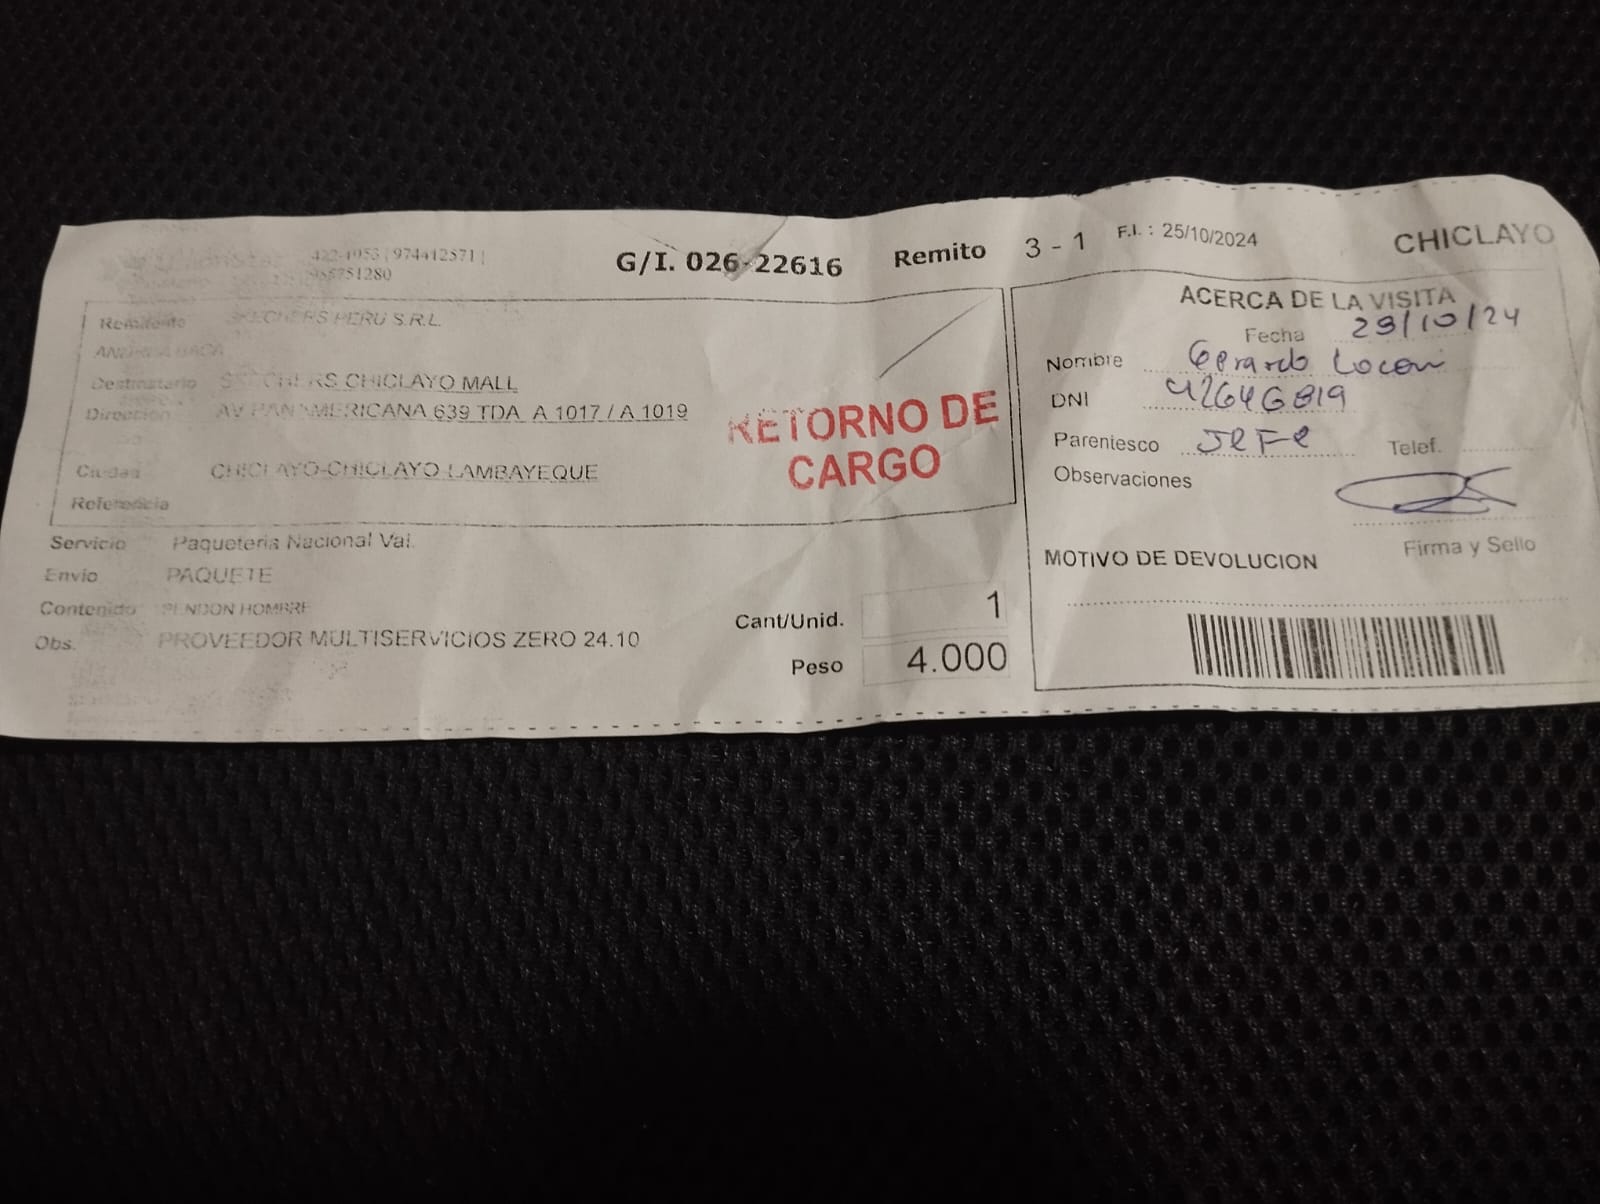 422-1953 | 974412571 |
G/I. 026-22616 Remito 3 - 1 F.I. : 25/10/2024 CHICLAYO
Remitente SKECHERS PERU S.R.L.
Destinatario SKECHERS CHICLAYO MALL
Dirección AV PANAMERICANA 639 TDA A 1017 / A 1019
Ciudad CHICLAYO-CHICLAYO-LAMBAYEQUE
Referencia
RETORNO DE
CARGO
Servicio Paqueteria Nacional Val.
Envio PAQUETE
Contenido PENDON HOMBRE
Obs. PROVEEDOR MULTISERVICIOS ZERO 24.10
Cant/Unid. 1
Peso 4.000
ACERCA DE LA VISITA
Fecha 29/10/24
Nombre Gerardo
DNI 42646819
Parentesco JeFe Telef.
Observaciones
Firma y Sello
MOTIVO DE DEVOLUCION